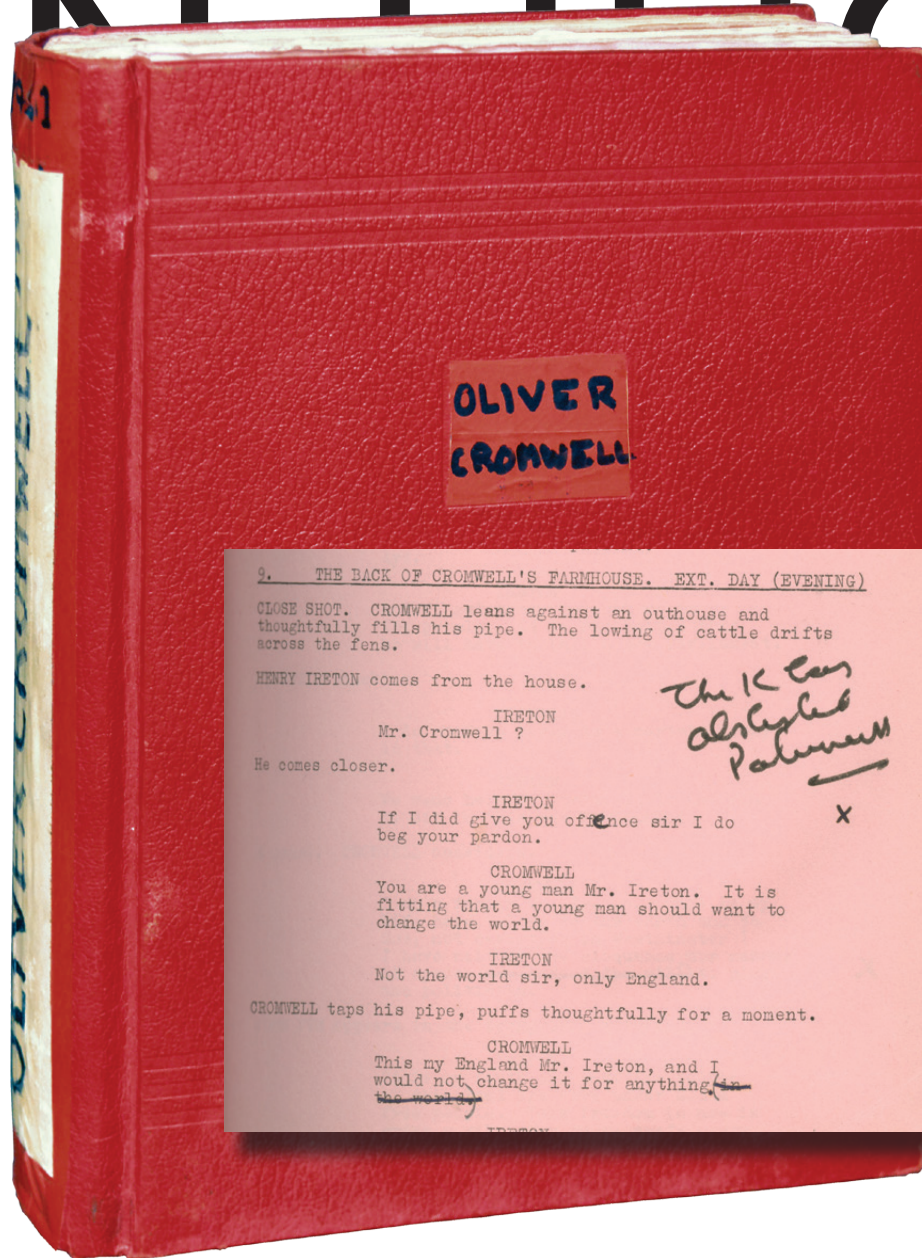 OLIVER
CROMWELL
OLIVER CROMWELL
9. THE BACK OF CROMWELL'S FARMHOUSE. EXT. DAY (EVENING)
CLOSE SHOT. CROMWELL leans against an outhouse and
thoughtfully fills his pipe. The lowing of cattle drifts
across the fens.
HENRY IRETON comes from the house.
The K has
IRETON
Mr. Cromwell ?
He comes closer.
IRETON
x
If I did give you offence sir I do
beg your pardon.
CROMWELL
You are a young man Mr. Ireton. It is
fitting that a young man should want to
change the world.
IRETON
Not the world sir, only England.
CROMWELL taps his pipe, puffs thoughtfully for a moment.
CROMWELL
This my England Mr. Ireton, and I
would not change it for anything.(in
the world.)
IRETON